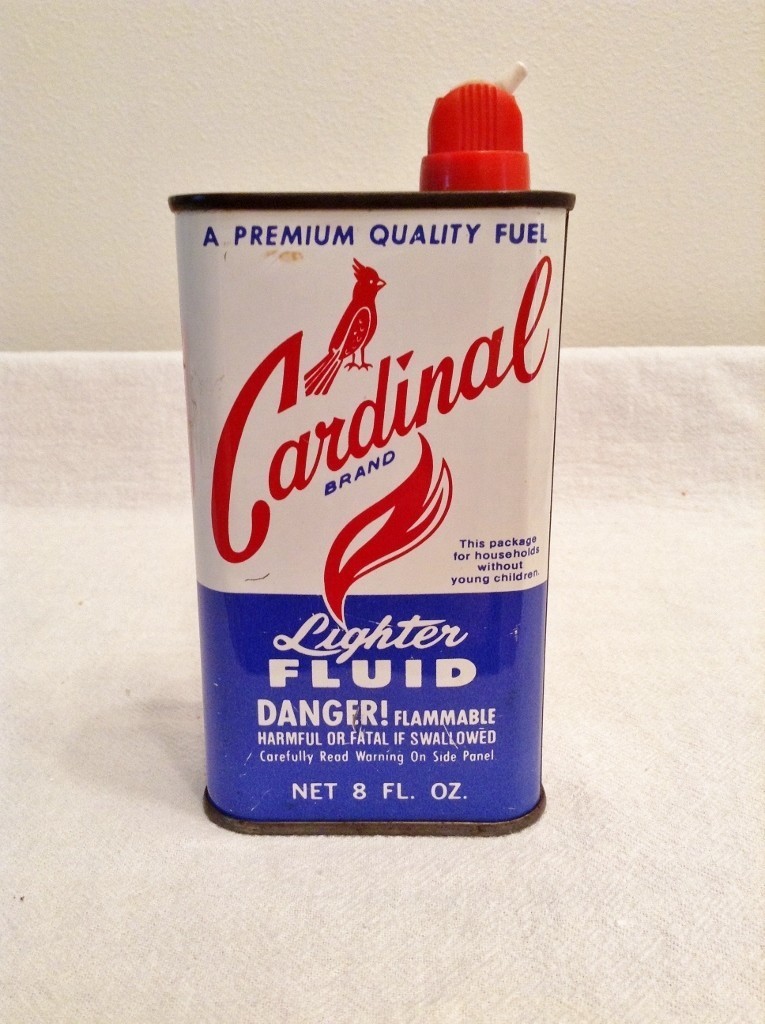 A PREMIUM QUALITY FUEL
Cardinal
BRAND
This package
for households
without
young children.
Lighter
FLUID
DANGER! FLAMMABLE
HARMFUL OR FATAL IF SWALLOWED
Carefully Read Warning On Side Panel
NET 8 FL. OZ.